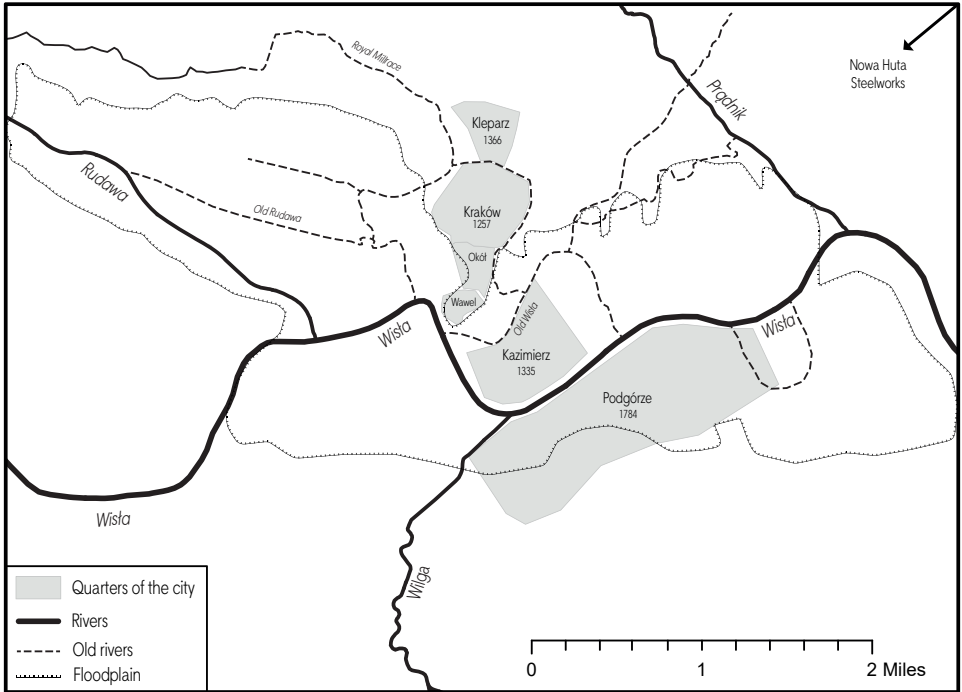 Royal Millrace
Nowa Huta
Steelworks
Prądnik
Kleparz
1366
Rudawa
Old Rudawa
Kraków
1257
Okół
Wawel
Wisła
Old Wisła
Wisła
Kazimierz
1335
Podgórze
1784
Wisła
Wilga
Quarters of the city
Rivers
Old rivers
Floodplain
0 1 2 Miles